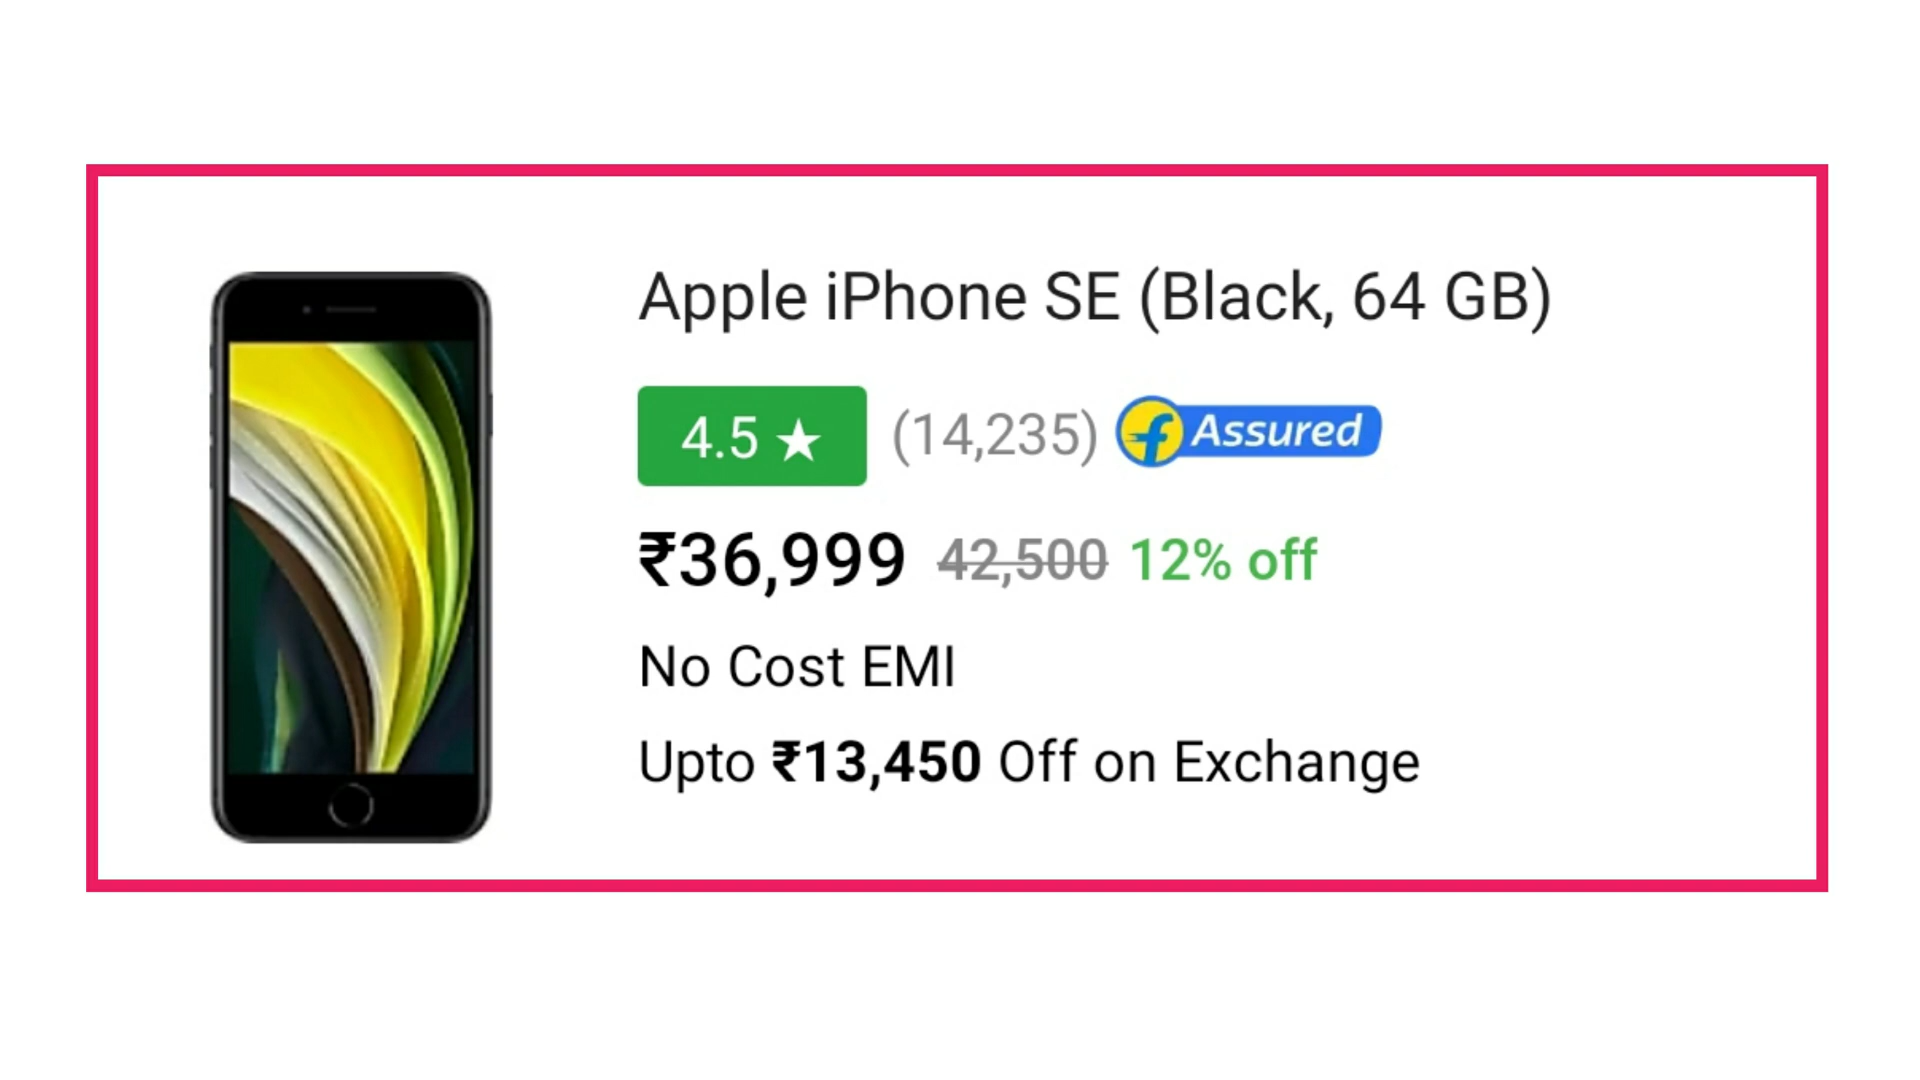 Apple iPhone SE (Black, 64 GB)
4.5 ★ (14,235) f Assured
₹36,999 42,500 12% off
No Cost EMI
Upto ₹13,450 Off on Exchange